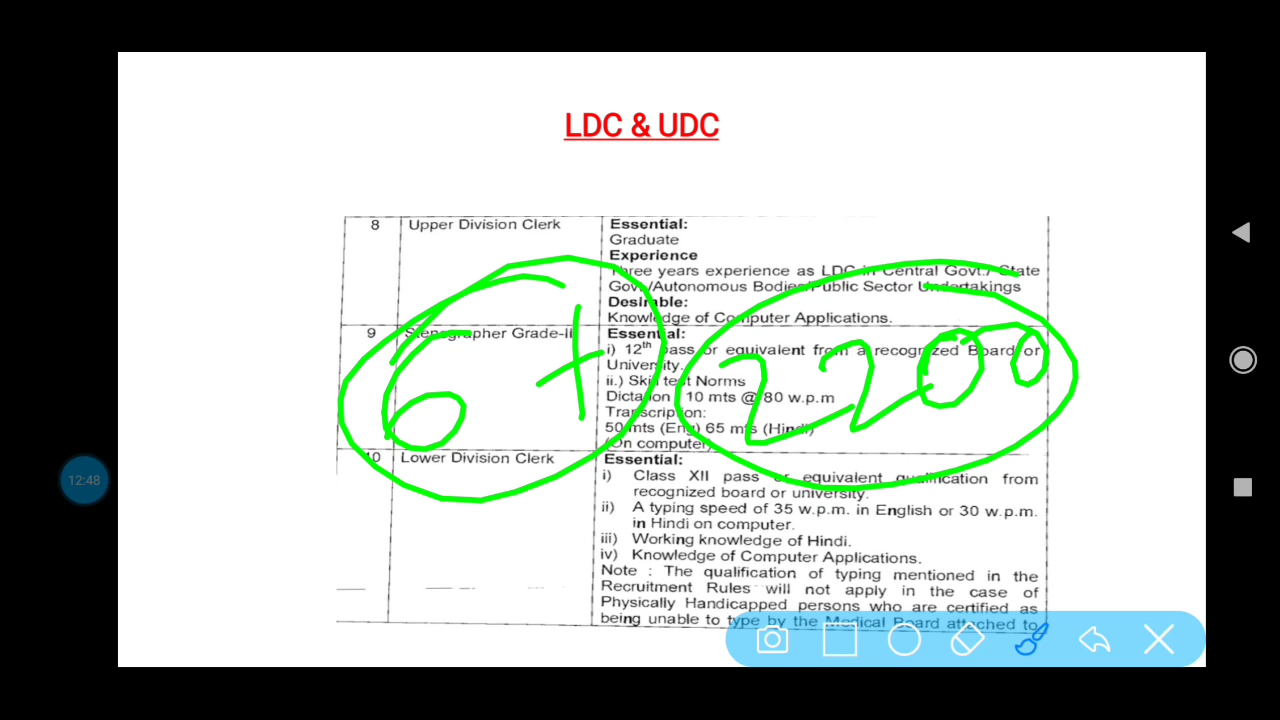 LDC & UDC
8 Upper Division Clerk Essential:
Graduate
Experience
Three years experience as LDC in Central Govt./ State
Govt./Autonomous Bodies/Public Sector Undertakings
Desirable:
Knowledge of Computer Applications.
9 Stenographer Grade-II Essential:
i) 12th pass or equivalent from a recognized Board or
University.
ii.) Skill test Norms
Dictation 10 mts @ 80 w.p.m
Transcription:
50 mts (Eng) 65 mts (Hindi)
(On computer)
6+ 2200
10 Lower Division Clerk Essential:
i) Class XII pass or equivalent qualification from
recognized board or university.
ii) A typing speed of 35 w.p.m. in English or 30 w.p.m.
in Hindi on computer.
iii) Working knowledge of Hindi.
iv) Knowledge of Computer Applications.
Note : The qualification of typing mentioned in the
Recruitment Rules will not apply in the case of
Physically Handicapped persons who are certified as
being unable to type by the Medical Board attached to
12:48